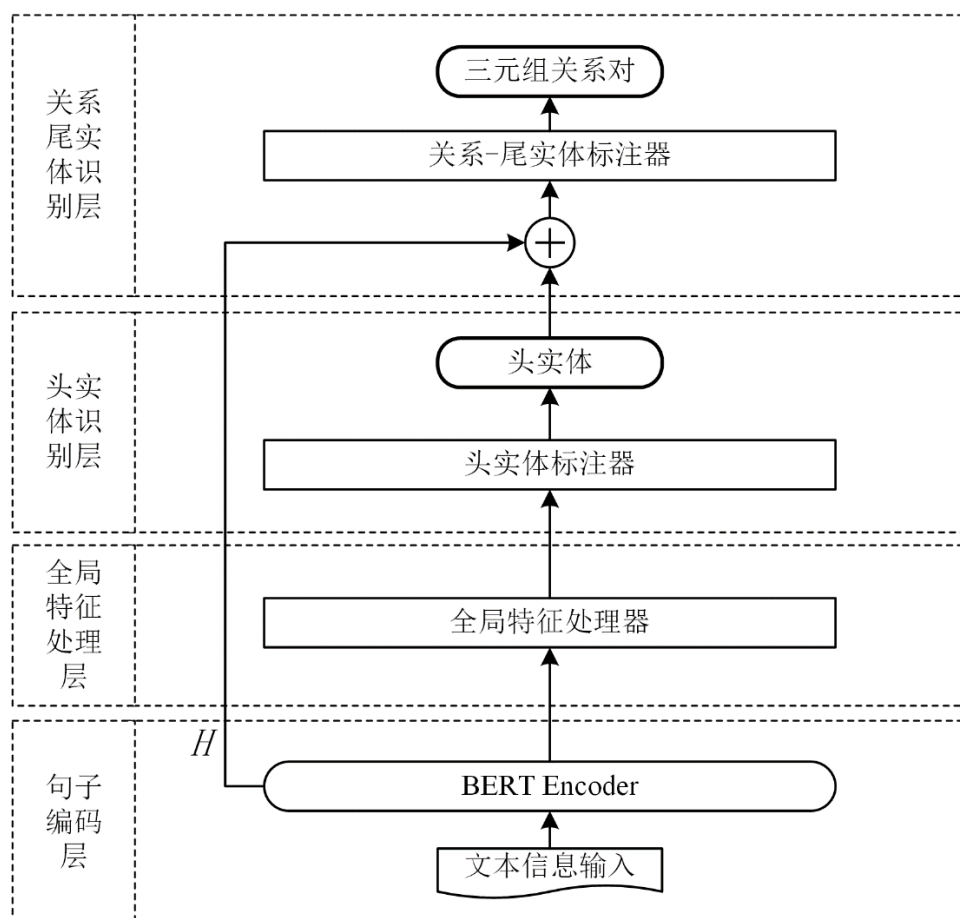 三元组关系对
关系
尾实
体识
别层
关系-尾实体标注器
头实体
头实
体识
别层
头实体标注器
全局
特征
处理
层
全局特征处理器
H
句子
编码
层
BERT Encoder
文本信息输入